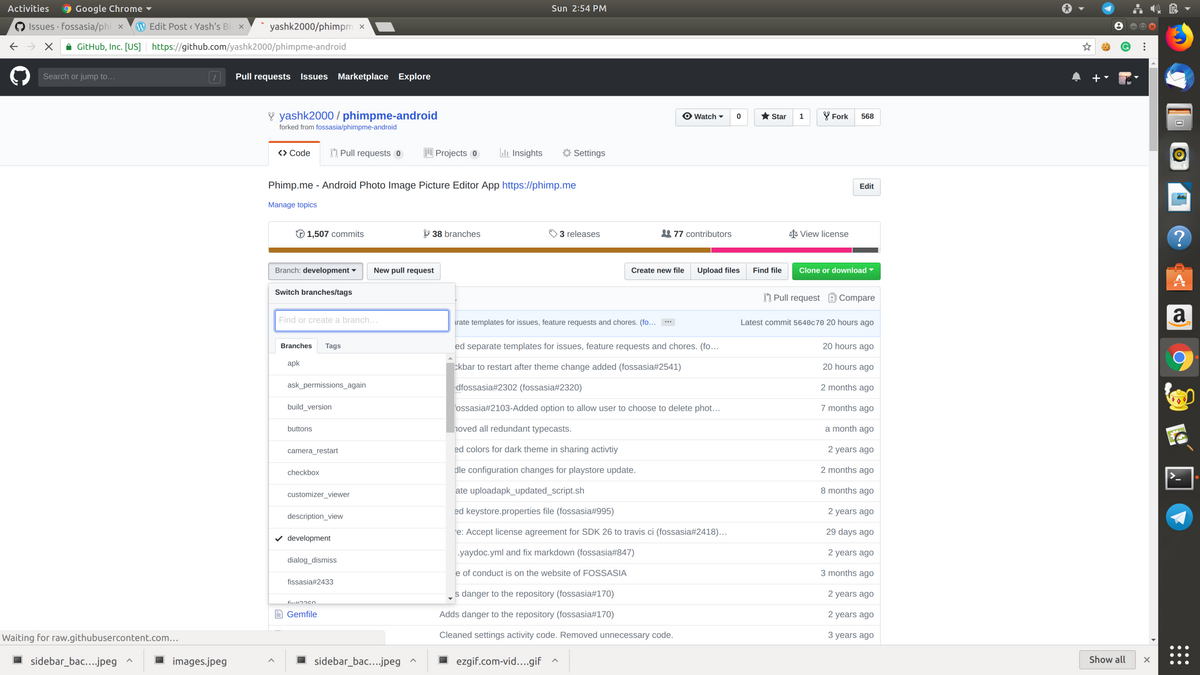 Activities Google Chrome Sun 2:54 PM
Issues · fossasia/phi × Edit Post ‹ Yash's Bl × yashk2000/phimpm ×
GitHub, Inc. [US] https://github.com/yashk2000/phimpme-android
Search or jump to... / Pull requests Issues Marketplace Explore
yashk2000 / phimpme-android Watch 0 Star 1 Fork 568
forked from fossasia/phimpme-android
Code Pull requests 0 Projects 0 Insights Settings
Phimp.me - Android Photo Image Picture Editor App https://phimp.me Edit
Manage topics
1,507 commits 38 branches 3 releases 77 contributors View license
Branch: development New pull request Create new file Upload files Find file Clone or download
Switch branches/tags Pull request Compare
Find or create a branch... rate templates for issues, feature requests and chores. (fo... ... Latest commit 5640c70 20 hours ago
Branches Tags ed separate templates for issues, feature requests and chores. (fo... 20 hours ago
apk ckbar to restart after theme change added (fossasia#2541) 20 hours ago
ask_permissions_again dfossasia#2302 (fossasia#2320) 2 months ago
build_version fossasia#2103-Added option to allow user to choose to delete phot... 7 months ago
buttons noved all redundant typecasts. a month ago
camera_restart ed colors for dark theme in sharing activtiy 2 years ago
checkbox dle configuration changes for playstore update. 2 months ago
customizer_viewer ate uploadapk_updated_script.sh 8 months ago
description_view ed keystore.properties file (fossasia#995) 2 years ago
development e: Accept license agreement for SDK 26 to travis ci (fossasia#2418)... 29 days ago
dialog_dismiss .yaydoc.yml and fix markdown (fossasia#847) 2 years ago
fissasia#2433 e of conduct is on the website of FOSSASIA 3 months ago
s danger to the repository (fossasia#170) 2 years ago
Gemfile Adds danger to the repository (fossasia#170) 2 years ago
Cleaned settings activity code. Removed unnecessary code. 3 years ago
Waiting for raw.githubusercontent.com...
sidebar_bac....jpeg images.jpeg sidebar_bac....jpeg ezgif.com-vid....gif Show all